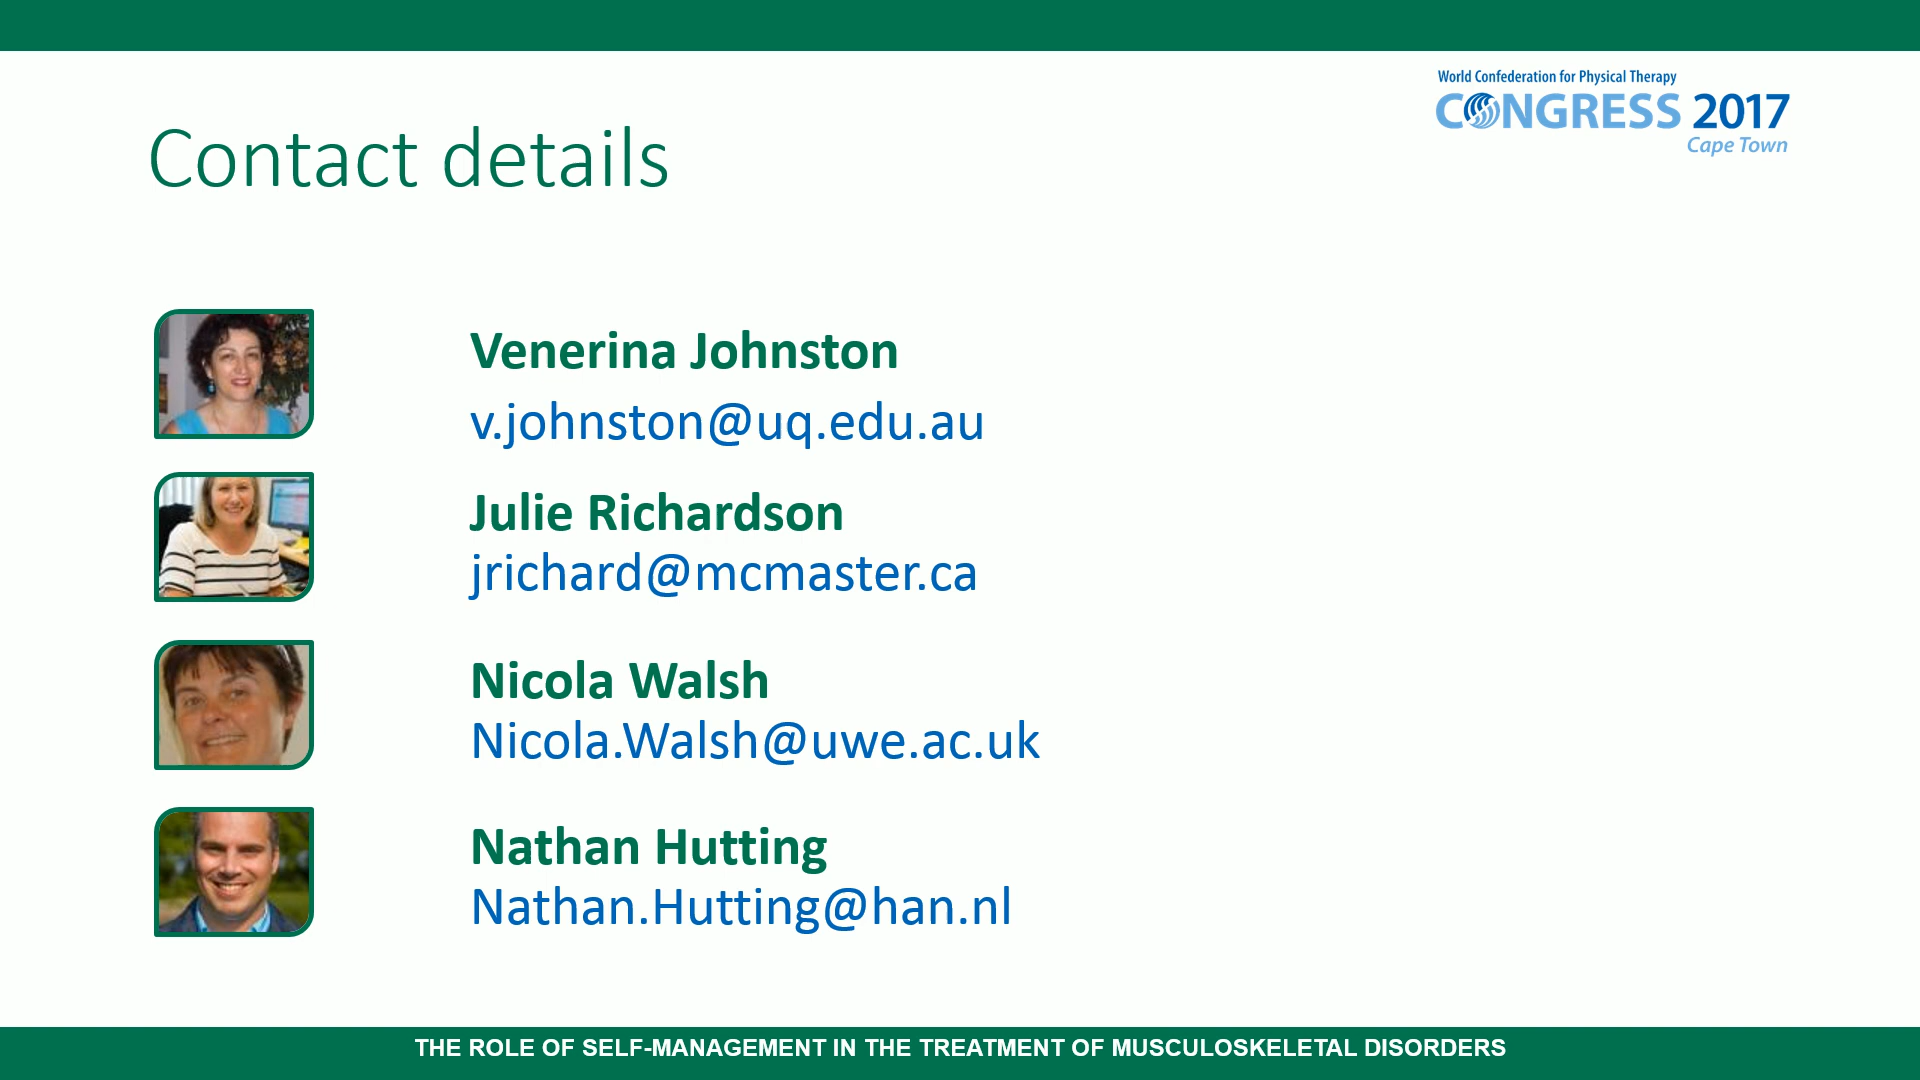 World Confederation for Physical Therapy
CONGRESS 2017
Cape Town
Contact details
Venerina Johnston
v.johnston@uq.edu.au
Julie Richardson
jrichard@mcmaster.ca
Nicola Walsh
Nicola.Walsh@uwe.ac.uk
Nathan Hutting
Nathan.Hutting@han.nl
THE ROLE OF SELF-MANAGEMENT IN THE TREATMENT OF MUSCULOSKELETAL DISORDERS